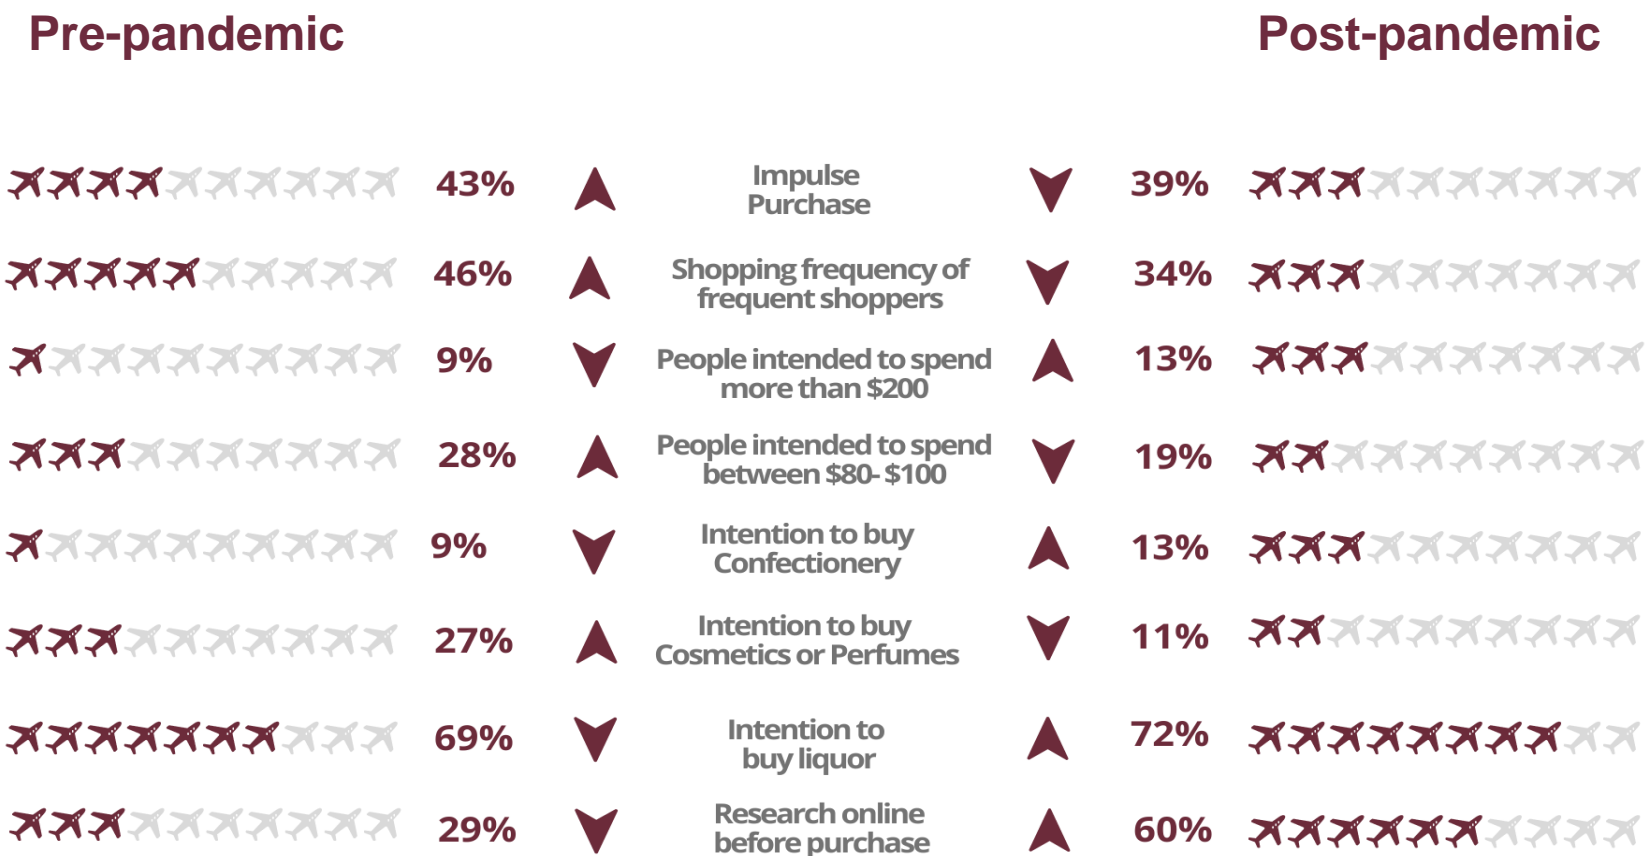 Pre-pandemic
Post-pandemic
43%
Impulse
Purchase
39%
46%
Shopping frequency of
frequent shoppers
34%
9%
People intended to spend
more than $200
13%
28%
People intended to spend
between $80- $100
19%
9%
Intention to buy
Confectionery
13%
27%
Intention to buy
Cosmetics or Perfumes
11%
69%
Intention to
buy liquor
72%
29%
Research online
before purchase
60%